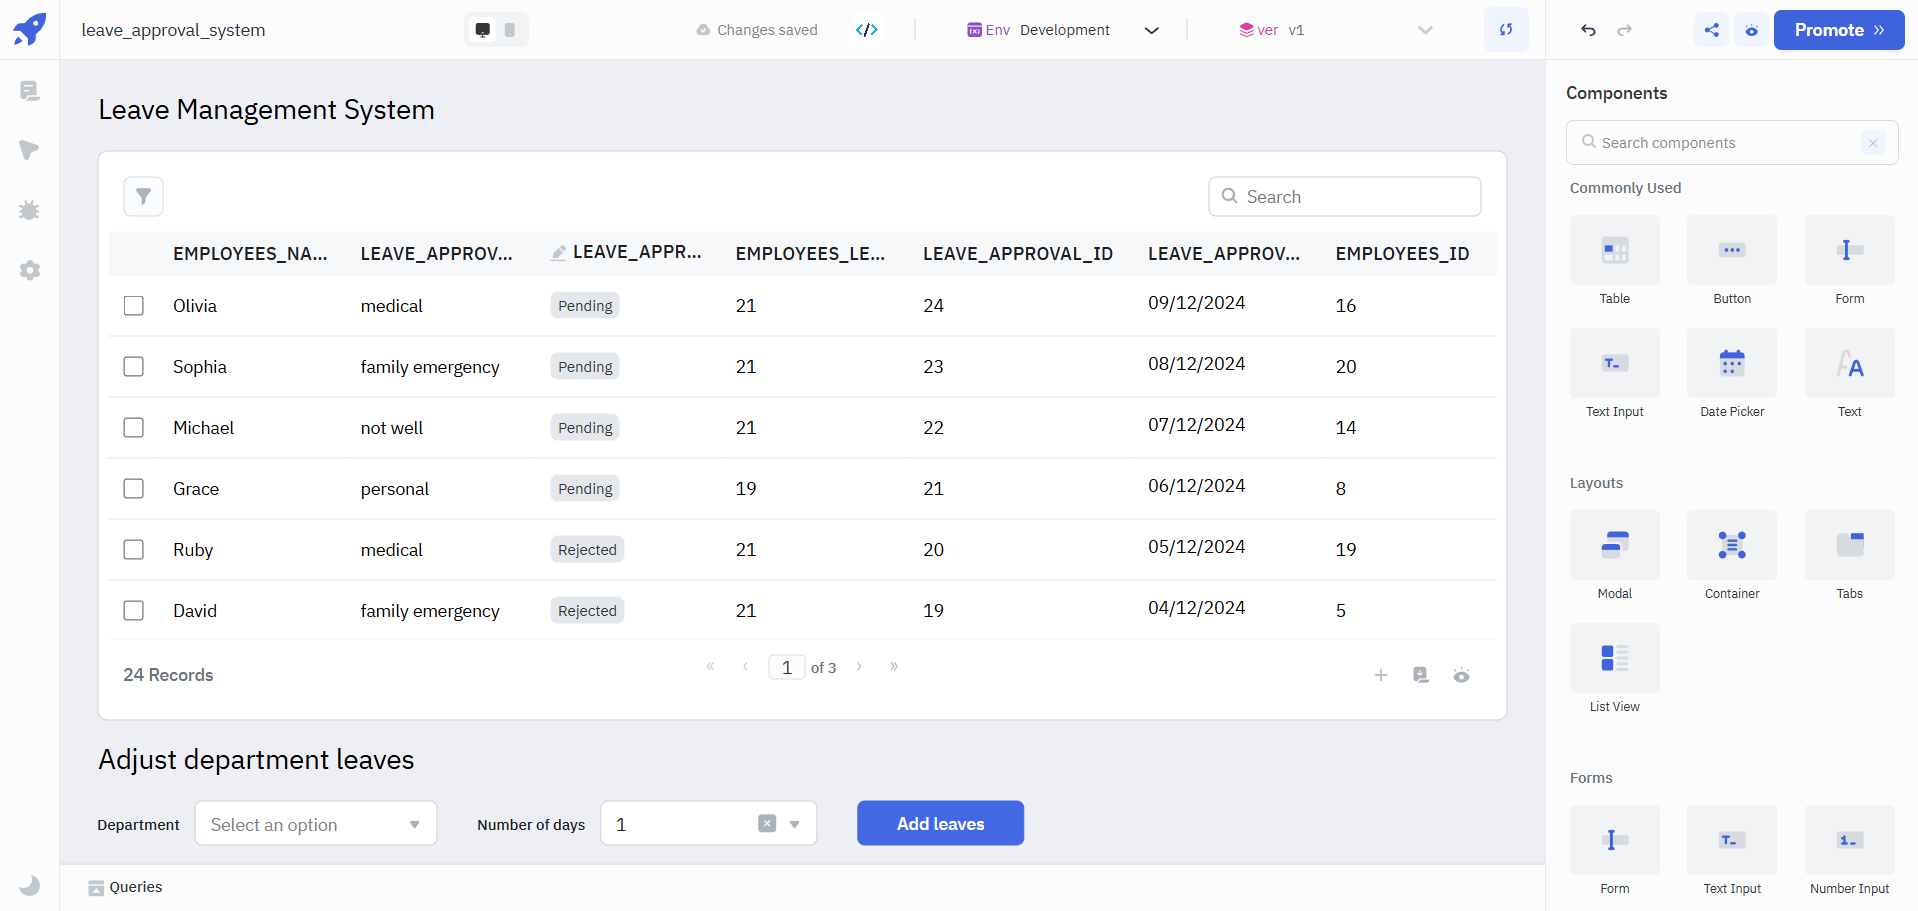 leave_approval_system
Changes saved
Env Development
ver v1
Promote
Leave Management System
Search
EMPLOYEES_NA... LEAVE_APPROV... LEAVE_APPR... EMPLOYEES_LE... LEAVE_APPROVAL_ID LEAVE_APPROV... EMPLOYEES_ID
Olivia medical Pending 21 24 09/12/2024 16
Sophia family emergency Pending 21 23 08/12/2024 20
Michael not well Pending 21 22 07/12/2024 14
Grace personal Pending 19 21 06/12/2024 8
Ruby medical Rejected 21 20 05/12/2024 19
David family emergency Rejected 21 19 04/12/2024 5
24 Records
1 of 3
Adjust department leaves
Department Select an option Number of days 1 Add leaves
Queries
Components
Search components
Commonly Used
Table Button Form
Text Input Date Picker Text
Layouts
Modal Container Tabs
List View
Forms
Form Text Input Number Input